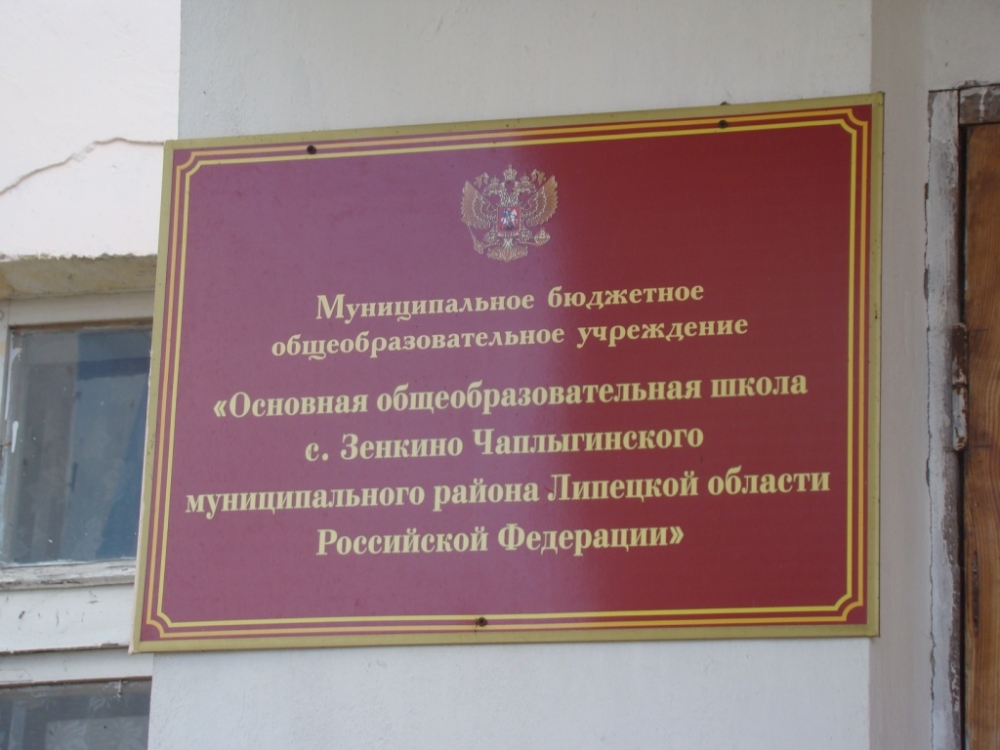 Муниципальное бюджетное
общеобразовательное учреждение
«Основная общеобразовательная школа
с. Зенкино Чаплыгинского
муниципального района Липецкой области
Российской Федерации»